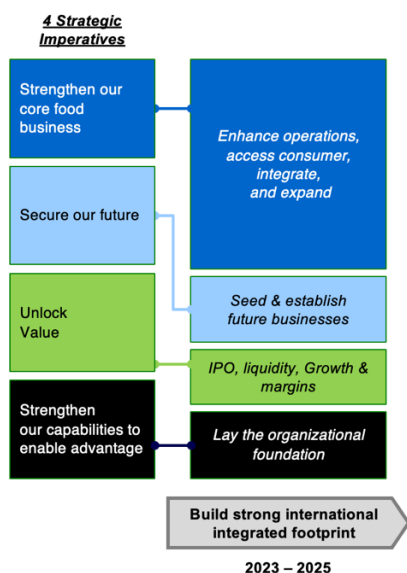 4 Strategic
Imperatives
Strengthen our
core food
business
Enhance operations,
access consumer,
integrate,
and expand
Secure our future
Seed & establish
future businesses
Unlock
Value
IPO, liquidity, Growth &
margins
Strengthen
our capabilities to
enable advantage
Lay the organizational
foundation
Build strong international
integrated footprint
2023 – 2025